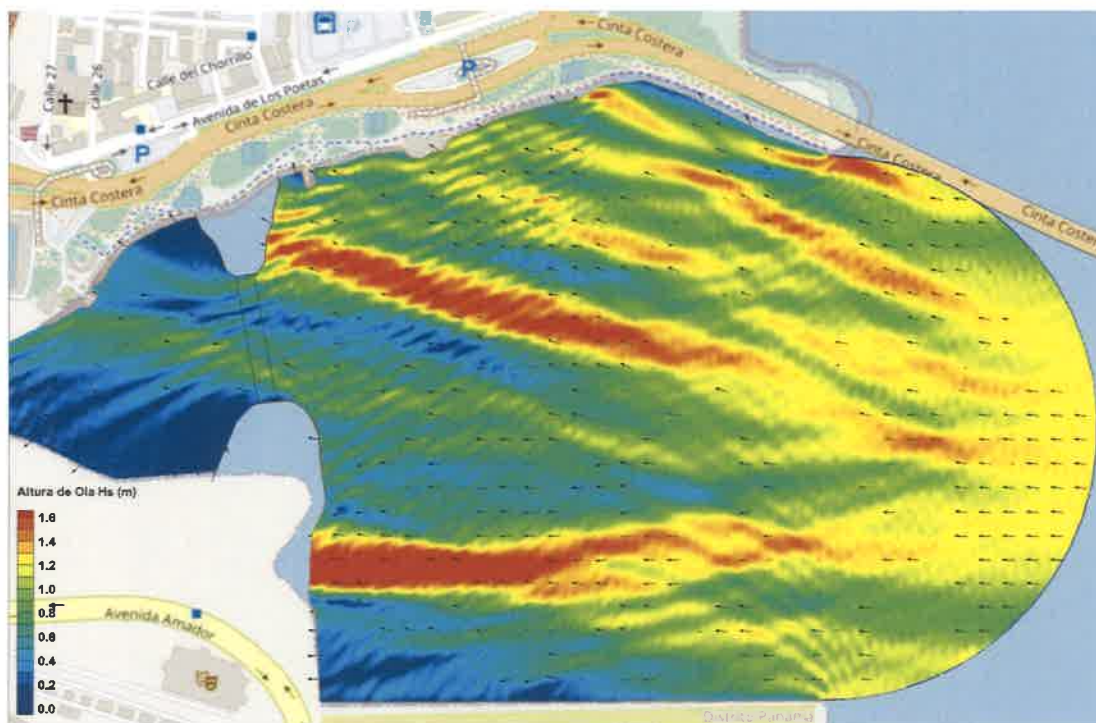 Cinta Costera
Calle 27
Calle 26
Calle del Chorrillo
P
Avenida de Los Poetas
Cinta Costera
P
Cinta Costera
Cinta Costera
Cinta Costera
Altura de Ola Hs (m)
1.6
1.4
1.2
1.0
0.8
0.6
0.4
0.2
0.0
Avenida Amador
Distrito Panamá